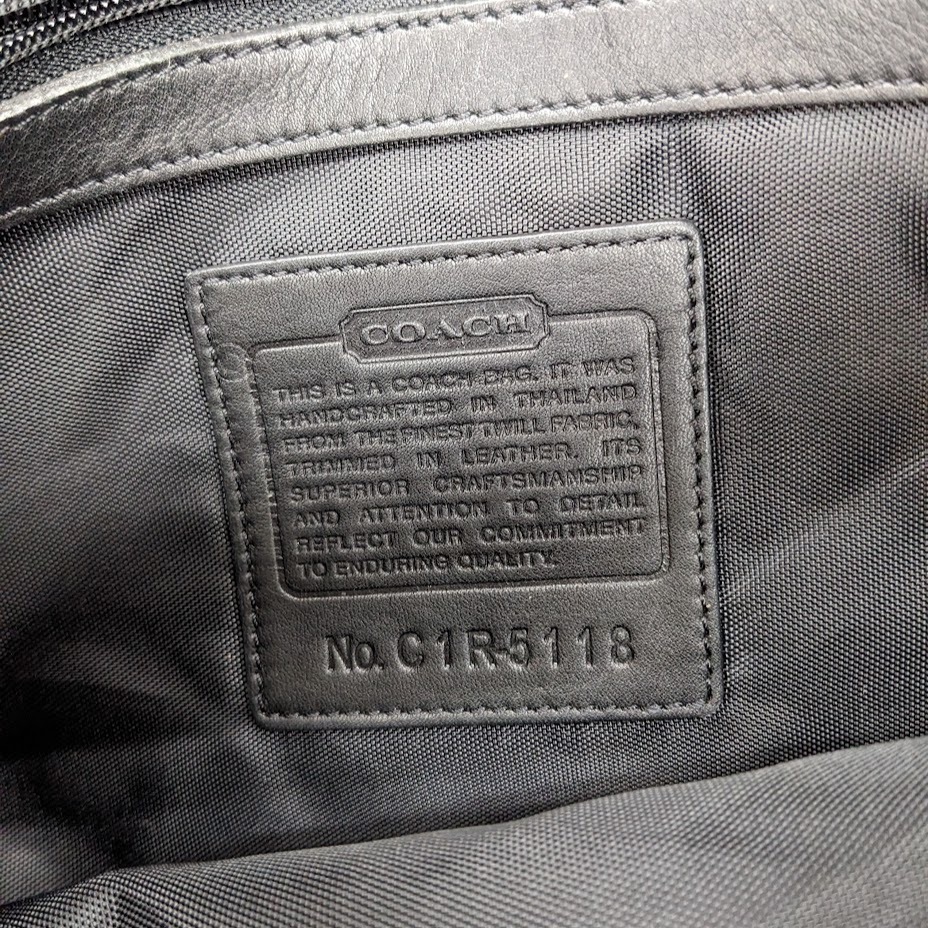 COACH
THIS IS A COACH BAG. IT WAS
HANDCRAFTED IN THAILAND
FROM THE FINEST TWILL FABRIC,
TRIMMED IN LEATHER. ITS
SUPERIOR CRAFTSMANSHIP
AND ATTENTION TO DETAIL
REFLECT OUR COMMITMENT
TO ENDURING QUALITY.
No. C1R-5118